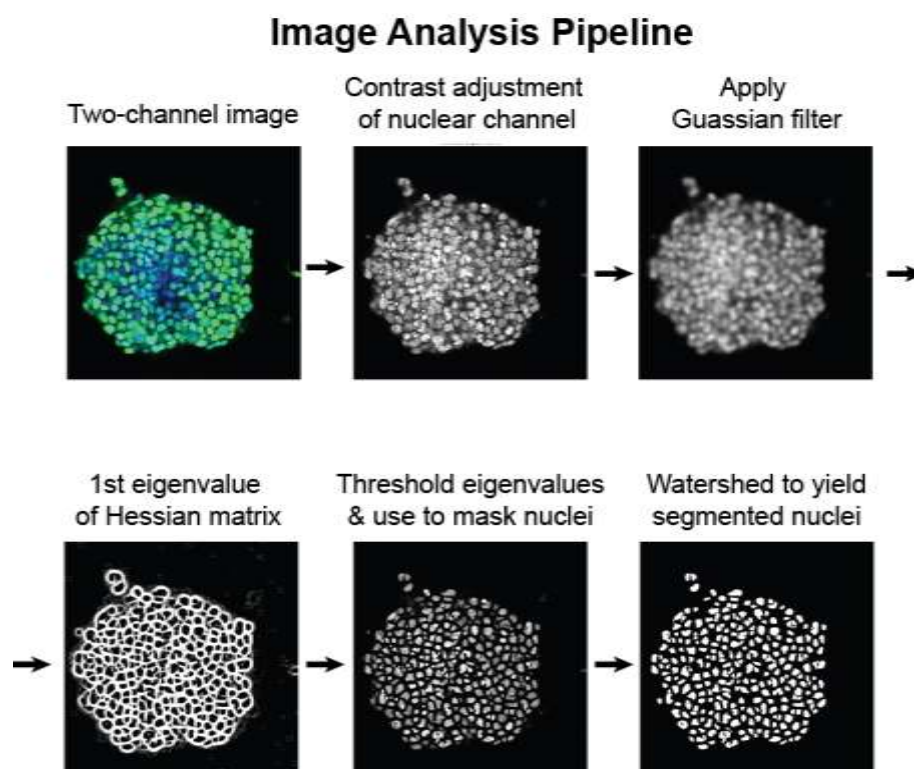 Image Analysis Pipeline
Two-channel image
Contrast adjustment
of nuclear channel
Apply
Guassian filter
1st eigenvalue
of Hessian matrix
Threshold eigenvalues
& use to mask nuclei
Watershed to yield
segmented nuclei